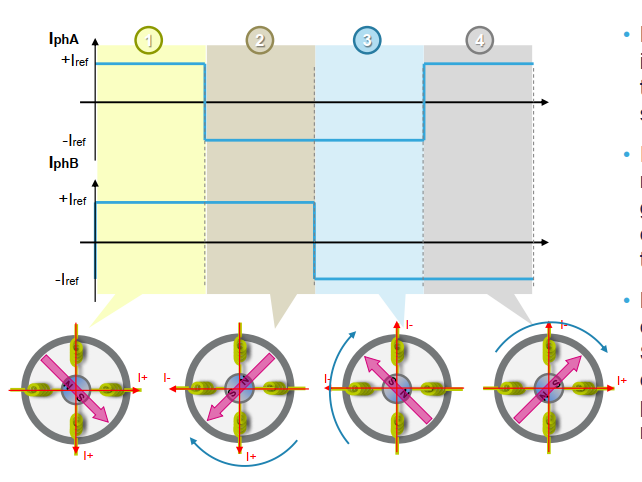 1 2 3 4
IphA
+Iref
-Iref
IphB
+Iref
-Iref
I- I-
I+ I- I- I+
N S N S S N S N
I+ I+